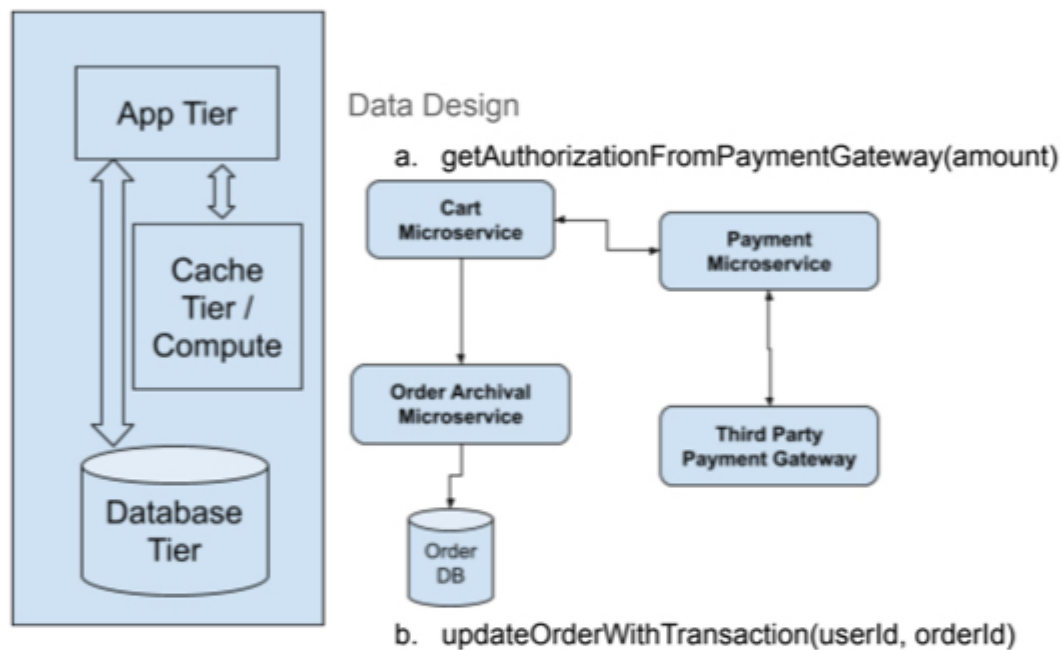 App Tier
Cache
Tier /
Compute
Database
Tier
Data Design
a. getAuthorizationFromPaymentGateway(amount)
Cart
Microservice
Payment
Microservice
Order Archival
Microservice
Third Party
Payment Gateway
Order
DB
b. updateOrderWithTransaction(userId, orderId)